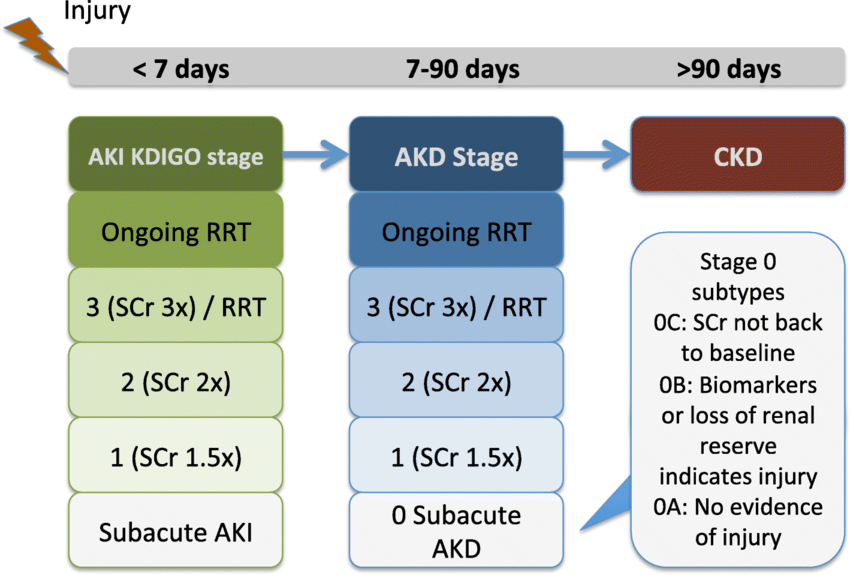 Injury
< 7 days
7-90 days
>90 days
AKI KDIGO stage
AKD Stage
CKD
Ongoing RRT
Ongoing RRT
3 (SCr 3x) / RRT
3 (SCr 3x) / RRT
2 (SCr 2x)
2 (SCr 2x)
1 (SCr 1.5x)
1 (SCr 1.5x)
Subacute AKI
0 Subacute
AKD
Stage 0
subtypes
0C: SCr not back
to baseline
0B: Biomarkers
or loss of renal
reserve
indicates injury
0A: No evidence
of injury